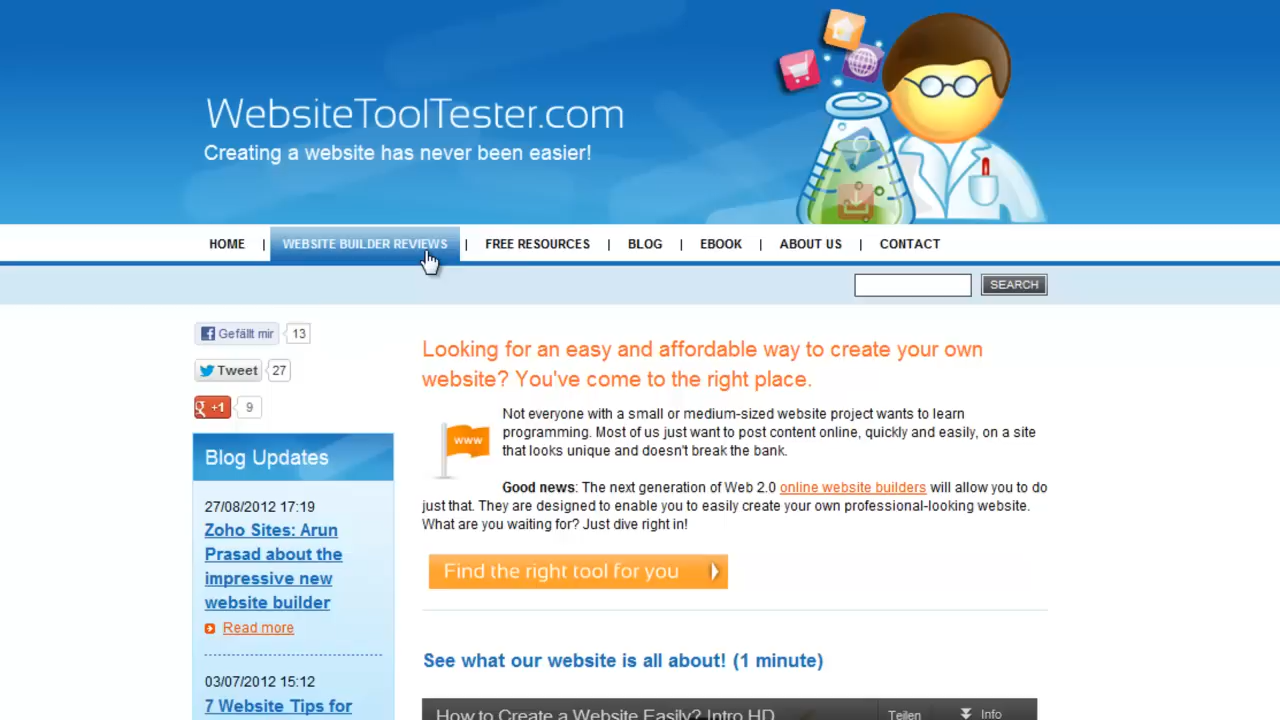 WebsiteToolTester.com
Creating a website has never been easier!
HOME | WEBSITE BUILDER REVIEWS | FREE RESOURCES | BLOG | EBOOK | ABOUT US | CONTACT
SEARCH
Gefällt mir 13
Tweet 27
g +1 9
Blog Updates
27/08/2012 17:19
Zoho Sites: Arun
Prasad about the
impressive new
website builder
Read more
03/07/2012 15:12
7 Website Tips for
Looking for an easy and affordable way to create your own
website? You've come to the right place.
www
Not everyone with a small or medium-sized website project wants to learn
programming. Most of us just want to post content online, quickly and easily, on a site
that looks unique and doesn't break the bank.
Good news: The next generation of Web 2.0 online website builders will allow you to do
just that. They are designed to enable you to easily create your own professional-looking website.
What are you waiting for? Just dive right in!
Find the right tool for you
See what our website is all about! (1 minute)
How to Create a Website Easily? Intro HD
Teilen
Info